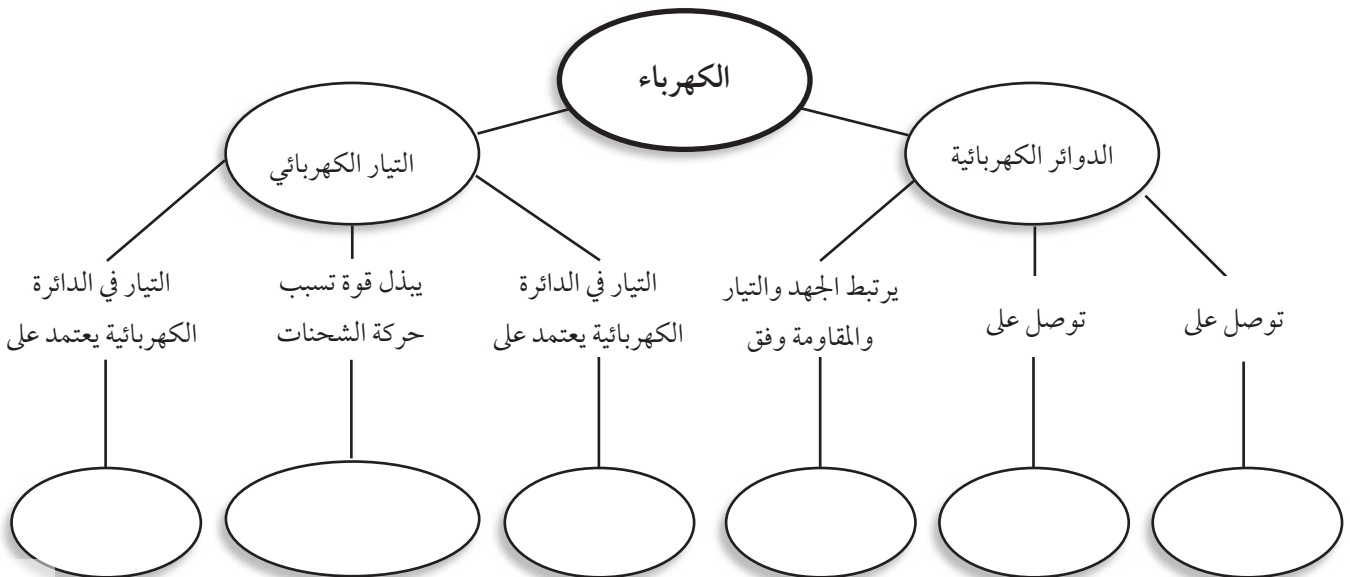 الكهرباء
الدوائر الكهربائية
التيار الكهربائي
توصل على
توصل على
يرتبط الجهد والتيار
والمقاومة وفق
التيار في الدائرة
الكهربائية يعتمد على
يبذل قوة تسبب
حركة الشحنات
التيار في الدائرة
الكهربائية يعتمد على